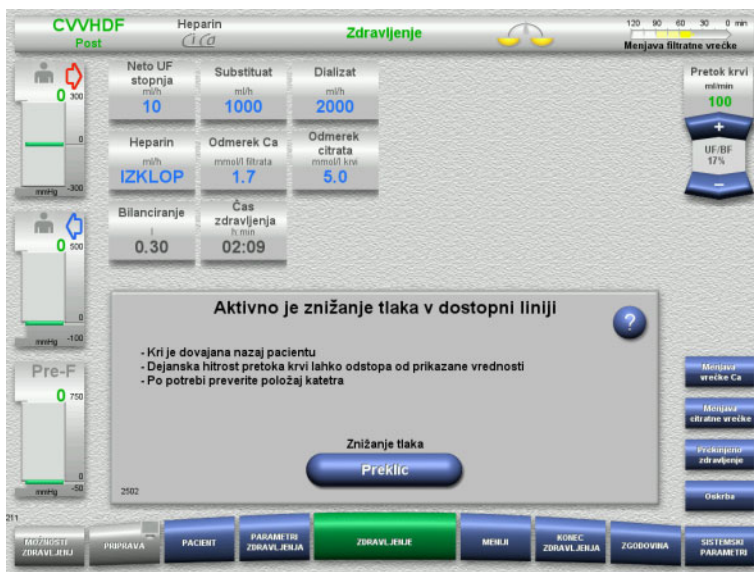 CVVHDF
Post
Heparin
Ci Ca
Zdravljenje
120 90 60 30 0 min
Menjava filtratne vrečke
0
300
0
-300
mmHg
Neto UF
stopnja
ml/h
10
Substituat
ml/h
1000
Dializat
ml/h
2000
Pretok krvi
ml/min
100
+
UF/BF
17%
−
Heparin
ml/h
IZKLOP
Odmerek Ca
mmol/l filtrata
1.7
Odmerek
citrata
mmol/l krvi
5.0
Bilanciranje
l
0.30
Čas
zdravljenja
h:min
02:09
0
500
0
-100
mmHg
Pre-F
0
750
0
-50
mmHg
Aktivno je znižanje tlaka v dostopni liniji
?
- Kri je dovajana nazaj pacientu
- Dejanska hitrost pretoka krvi lahko odstopa od prikazane vrednosti
- Po potrebi preverite položaj katetra
Znižanje tlaka
Preklic
2502
Menjava
vrečke Ca
Menjava
citratne vrečke
Prekinjeno
zdravljenje
Oskrba
211
MOŽNOSTI
ZDRAVLJENJ
PRIPRAVA
PACIENT
PARAMETRI
ZDRAVLJENJA
ZDRAVLJENJE
MENIJI
KONEC
ZDRAVLJENJA
ZGODOVINA
SISTEMSKI
PARAMETRI